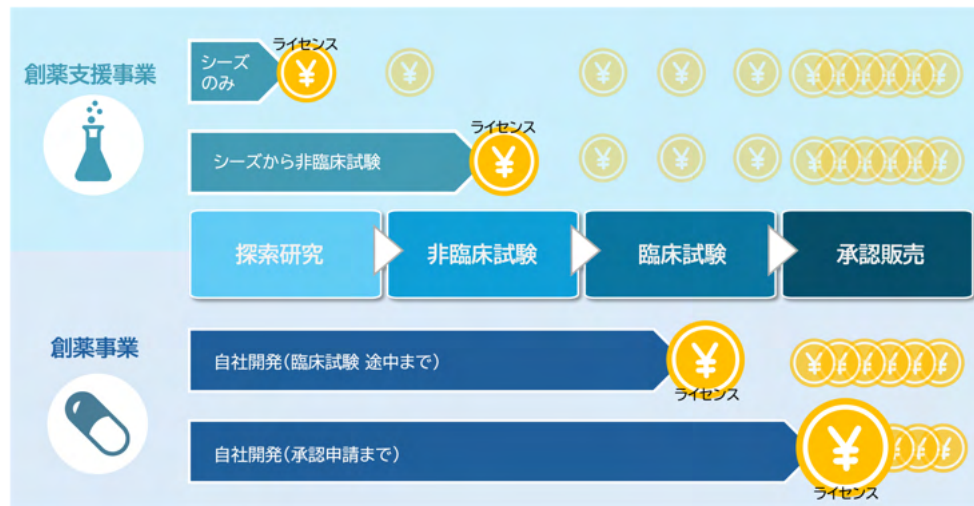 創薬支援事業
シーズ
のみ
ライセンス
¥
¥
¥
¥
¥
¥¥¥¥¥¥
シーズから非臨床試験
ライセンス
¥
¥
¥
¥
¥¥¥¥¥¥
探索研究
非臨床試験
臨床試験
承認販売
創薬事業
自社開発(臨床試験 途中まで)
¥
ライセンス
¥¥¥¥¥¥
自社開発(承認申請まで)
¥
ライセンス
¥¥¥